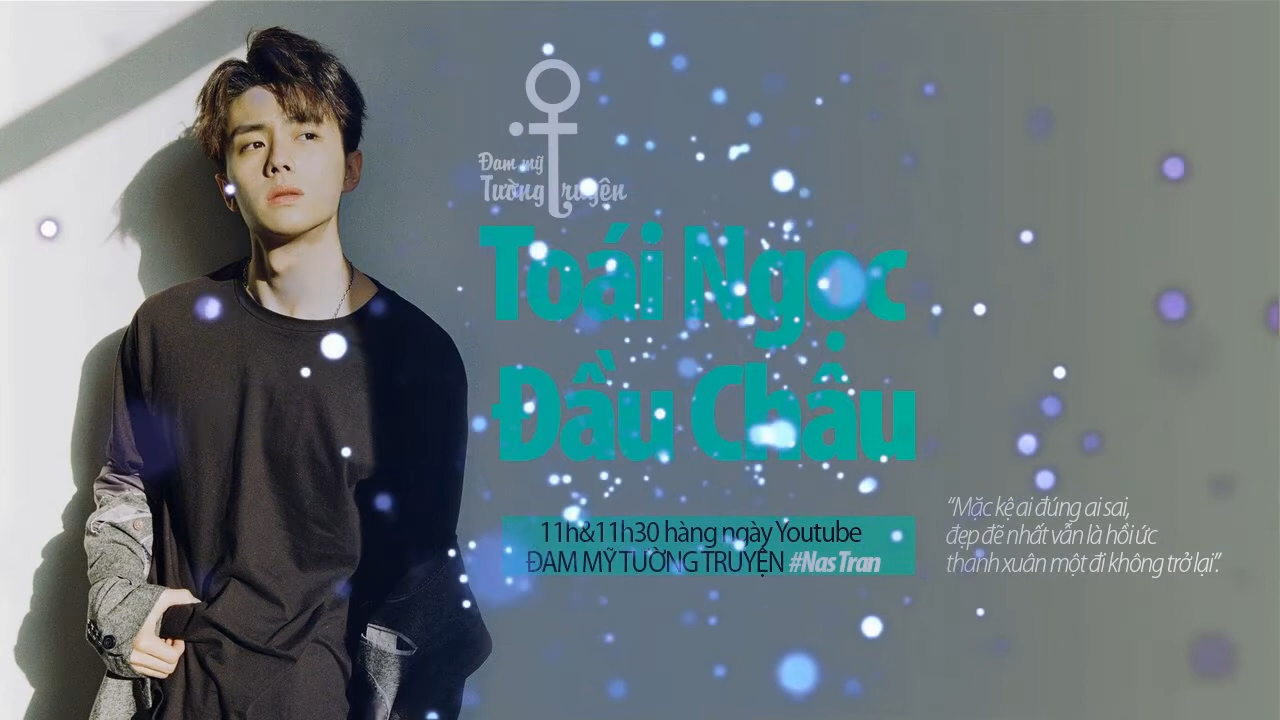 Đam mỹ
Tường Truyện
Toái Ngọc
Đầu Châu
11h&11h30 hàng ngày Youtube
ĐAM MỸ TƯỜNG TRUYỆN #Nas Tran
“Mặc kệ ai đúng ai sai,
đẹp đẽ nhất vẫn là hồi ức
thanh xuân một đi không trở lại”.